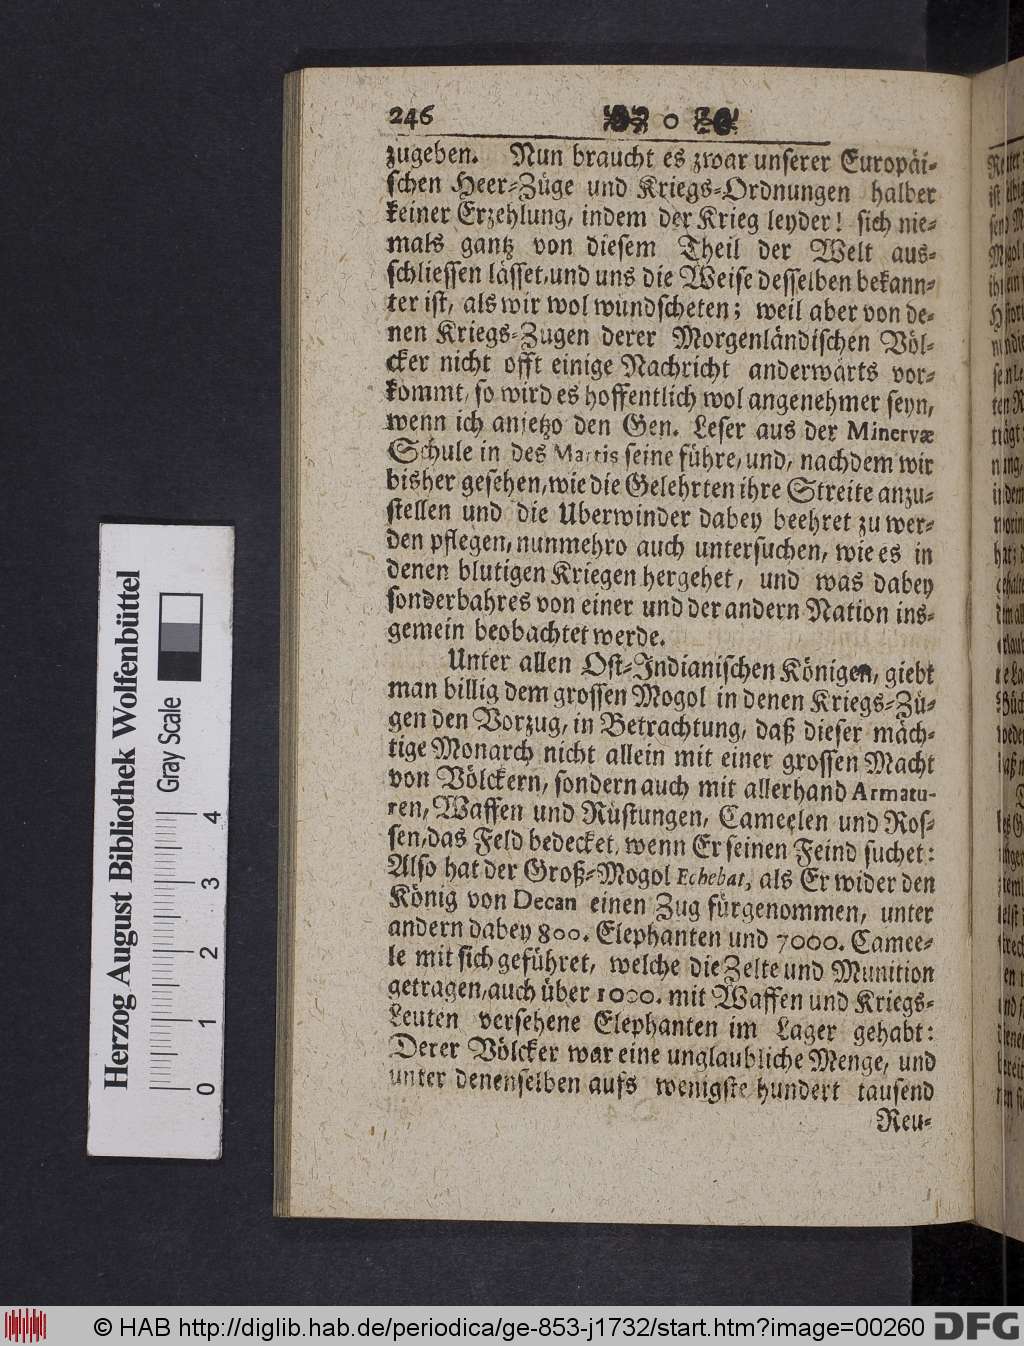 246 o
zugeben. Nun braucht es zwar unserer Europäi-
schen Heer-Züge und Kriegs-Ordnungen halber
keiner Erzehlung, indem der Krieg leyder! sich nie-
mals gantz von diesem Theil der Welt aus-
schliessen lässet, und uns die Weise desselben bekann-
ter ist, als wir wol wündscheten; weil aber von de-
nen Kriegs-Zugen derer Morgenländischen Völ-
cker nicht offt einige Nachricht anderwärts vor-
kommt, so wird es hoffentlich wol angenehmer seyn,
wenn ich anjetzo den Gen. Leser aus der Minervæ
Schule in des Martis seine führe, und, nachdem wir
bisher gesehen, wie die Gelehrten ihre Streite anzu-
stellen und die Uberwinder dabey beehret zu wer-
den pflegen, nunmehro auch untersuchen, wie es in
denen blutigen Kriegen hergehet, und was dabey
sonderbahres von einer und der andern Nation ins-
gemein beobachtet werde.
Unter allen Ost-Indianischen Königen, giebt
man billig dem grossen Mogol in denen Kriegs-Zü-
gen den Vorzug, in Betrachtung, daß dieser mäch-
tige Monarch nicht allein mit einer grossen Macht
von Völckern, sondern auch mit allerhand Armatu-
ren, Waffen und Rüstungen, Cameelen und Ros-
sen, das Feld bedecket, wenn Er seinen Feind suchet:
Also hat der Groß-Mogol Echebat, als Er wider den
König von Decan einen Zug fürgenommen, unter
andern dabey 800. Elephanten und 7000. Camee-
le mit sich geführet, welche die Zelte und Munition
getragen, auch über 1000. mit Waffen und Kriegs-
Leuten versehene Elephanten im Lager gehabt:
Derer Völcker war eine unglaubliche Menge, und
unter denenselben aufs wenigste hundert tausend
Reu-
Herzog August Bibliothek Wolfenbüttel
Gray Scale
0 1 2 3 4
© HAB http://diglib.hab.de/periodica/ge-853-j1732/start.htm?image=00260
DFG